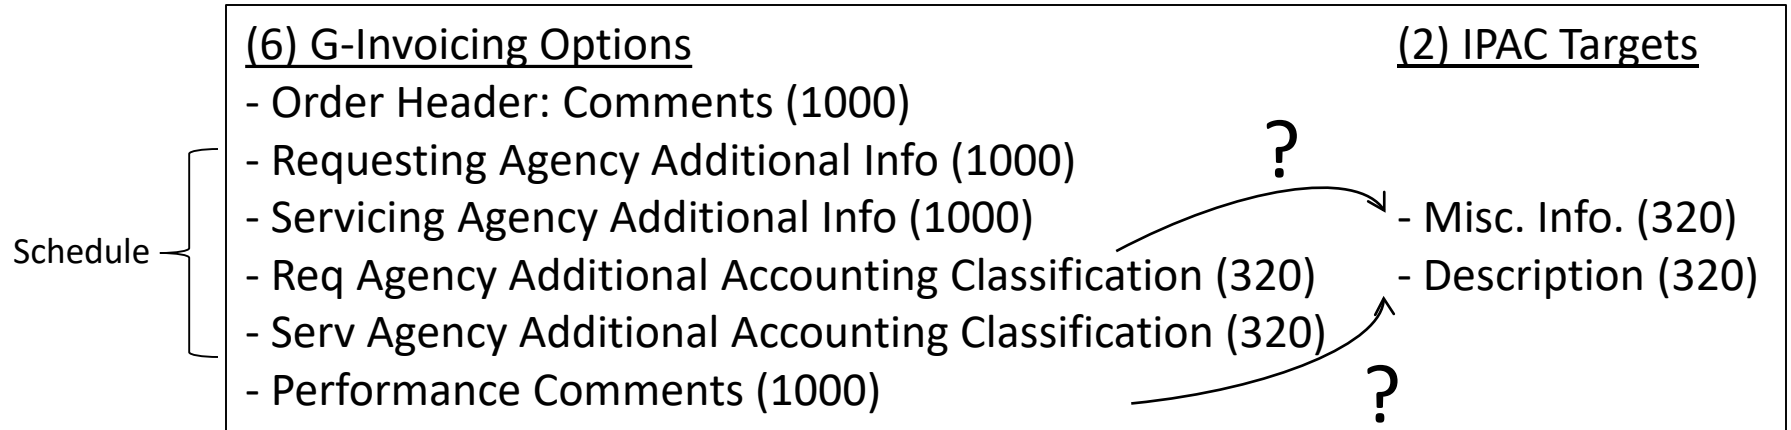 (6) G-Invoicing Options
- Order Header: Comments (1000)
- Requesting Agency Additional Info (1000)
- Servicing Agency Additional Info (1000)
- Req Agency Additional Accounting Classification (320)
- Serv Agency Additional Accounting Classification (320)
- Performance Comments (1000)
Schedule
?
?
(2) IPAC Targets
- Misc. Info. (320)
- Description (320)